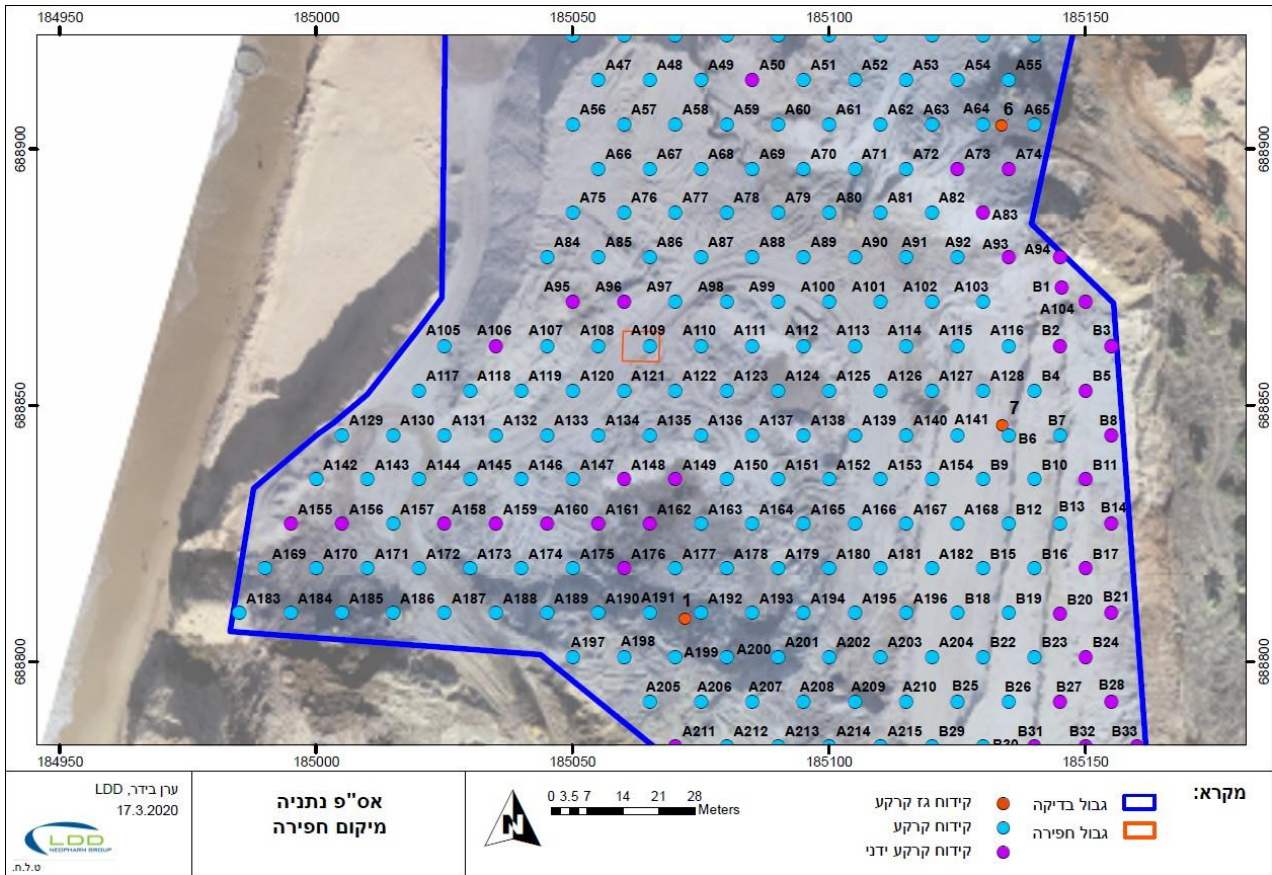 184950 185000 185050 185100 185150
A47 A48 A49 A50 A51 A52 A53 A54 A55
A56 A57 A58 A59 A60 A61 A62 A63 A64 6 A65
688900 688900
A66 A67 A68 A69 A70 A71 A72 A73 A74
A75 A76 A77 A78 A79 A80 A81 A82 A83
A84 A85 A86 A87 A88 A89 A90 A91 A92 A93 A94
A95 A96 A97 A98 A99 A100 A101 A102 A103 B1
A104
A105 A106 A107 A108 A109 A110 A111 A112 A113 A114 A115 A116 B2 B3
A117 A118 A119 A120 A121 A122 A123 A124 A125 A126 A127 A128 B4 B5
688850 688850
A129 A130 A131 A132 A133 A134 A135 A136 A137 A138 A139 A140 A141 7 B6 B7 B8
A142 A143 A144 A145 A146 A147 A148 A149 A150 A151 A152 A153 A154 B9 B10 B11
A155 A156 A157 A158 A159 A160 A161 A162 A163 A164 A165 A166 A167 A168 B12 B13 B14
A169 A170 A171 A172 A173 A174 A175 A176 A177 A178 A179 A180 A181 A182 B15 B16 B17
A183 A184 A185 A186 A187 A188 A189 A190 A191 1 A192 A193 A194 A195 A196 B18 B19 B20 B21
A197 A198 A199 A200 A201 A202 A203 A204 B22 B23 B24
688800 688800
A205 A206 A207 A208 A209 A210 B25 B26 B27 B28
A211 A212 A213 A214 A215 B29 B30 B31 B32 B33
184950 185000 185050 185100 185150
מקרא:
גבול בדיקה
גבול חפירה
קידוח גז קרקע
קידוח קרקע
קידוח קרקע ידני
0 3.5 7 14 21 28
Meters
N
אס"פ נתניה
מיקום חפירה
ערן בידר, LDD
17.3.2020
LDD
NEOPHARM GROUP
ט.ל.ח.